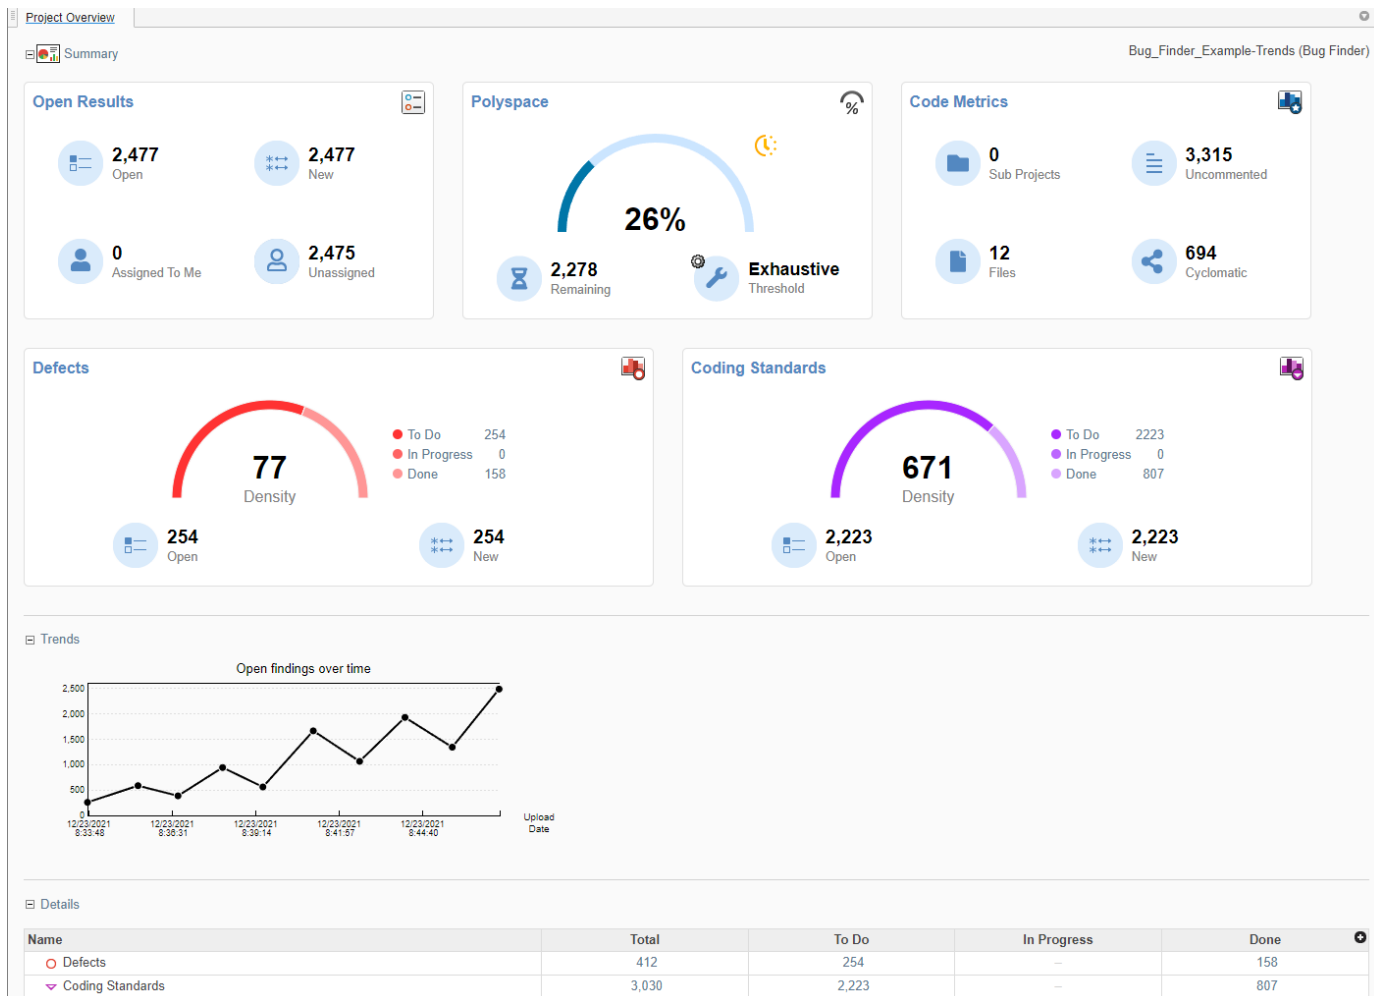 Project Overview
Summary
Bug_Finder_Example-Trends (Bug Finder)
Open Results
2,477
Open
2,477
New
0
Assigned To Me
2,475
Unassigned
Polyspace
%
26%
2,278
Remaining
Exhaustive
Threshold
Code Metrics
0
Sub Projects
3,315
Uncommented
12
Files
694
Cyclomatic
Defects
77
Density
To Do 254
In Progress 0
Done 158
254
Open
254
New
Coding Standards
671
Density
To Do 2223
In Progress 0
Done 807
2,223
Open
2,223
New
Trends
Open findings over time
2,500
2,000
1,500
1,000
500
0
12/23/2021 12/23/2021 12/23/2021 12/23/2021 12/23/2021
8:33:48 8:36:31 8:39:14 8:41:57 8:44:40
Upload
Date
Details
Name Total To Do In Progress Done
Defects 412 254 – 158
Coding Standards 3,030 2,223 – 807